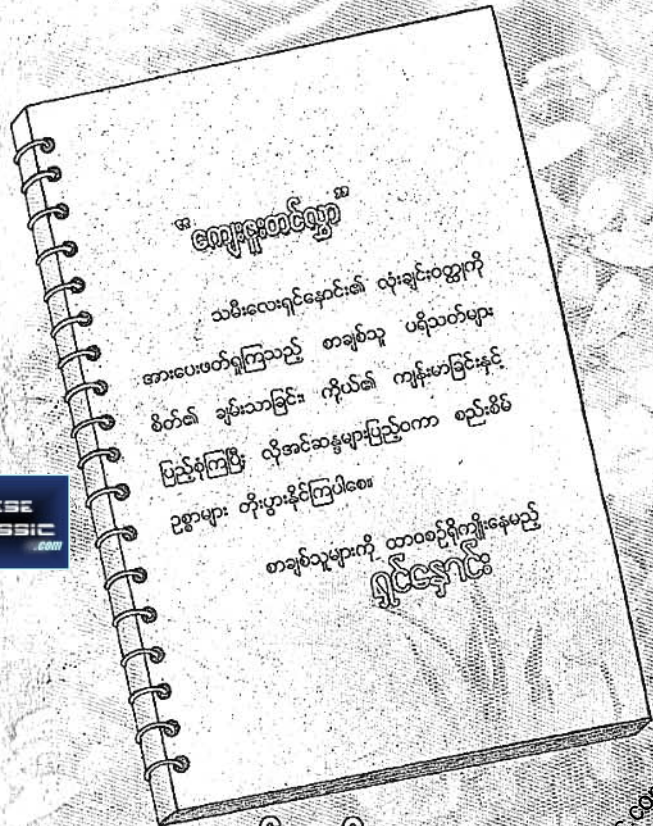 "ကျေးဇူးတင်လွှာ"
သမီးလေးရှင်နှောင်း၏ လုံးချင်းဝတ္ထုကို
အားပေးဖတ်ရှုကြသည့် စာချစ်သူ ပရိသတ်များ
စိတ်၏ ချမ်းသာခြင်း၊ ကိုယ်၏ ကျန်းမာခြင်းနှင့်
ပြည့်စုံကြပြီး လိုအင်ဆန္ဒများပြည့်ဝကာ စည်းစိမ်
ဥစ္စာများ တိုးပွားနိုင်ကြပါစေ။
စာချစ်သူများကို ထာဝစဉ်ရိုကျိုးနေမည့်
ရှင်နှောင်း
.com